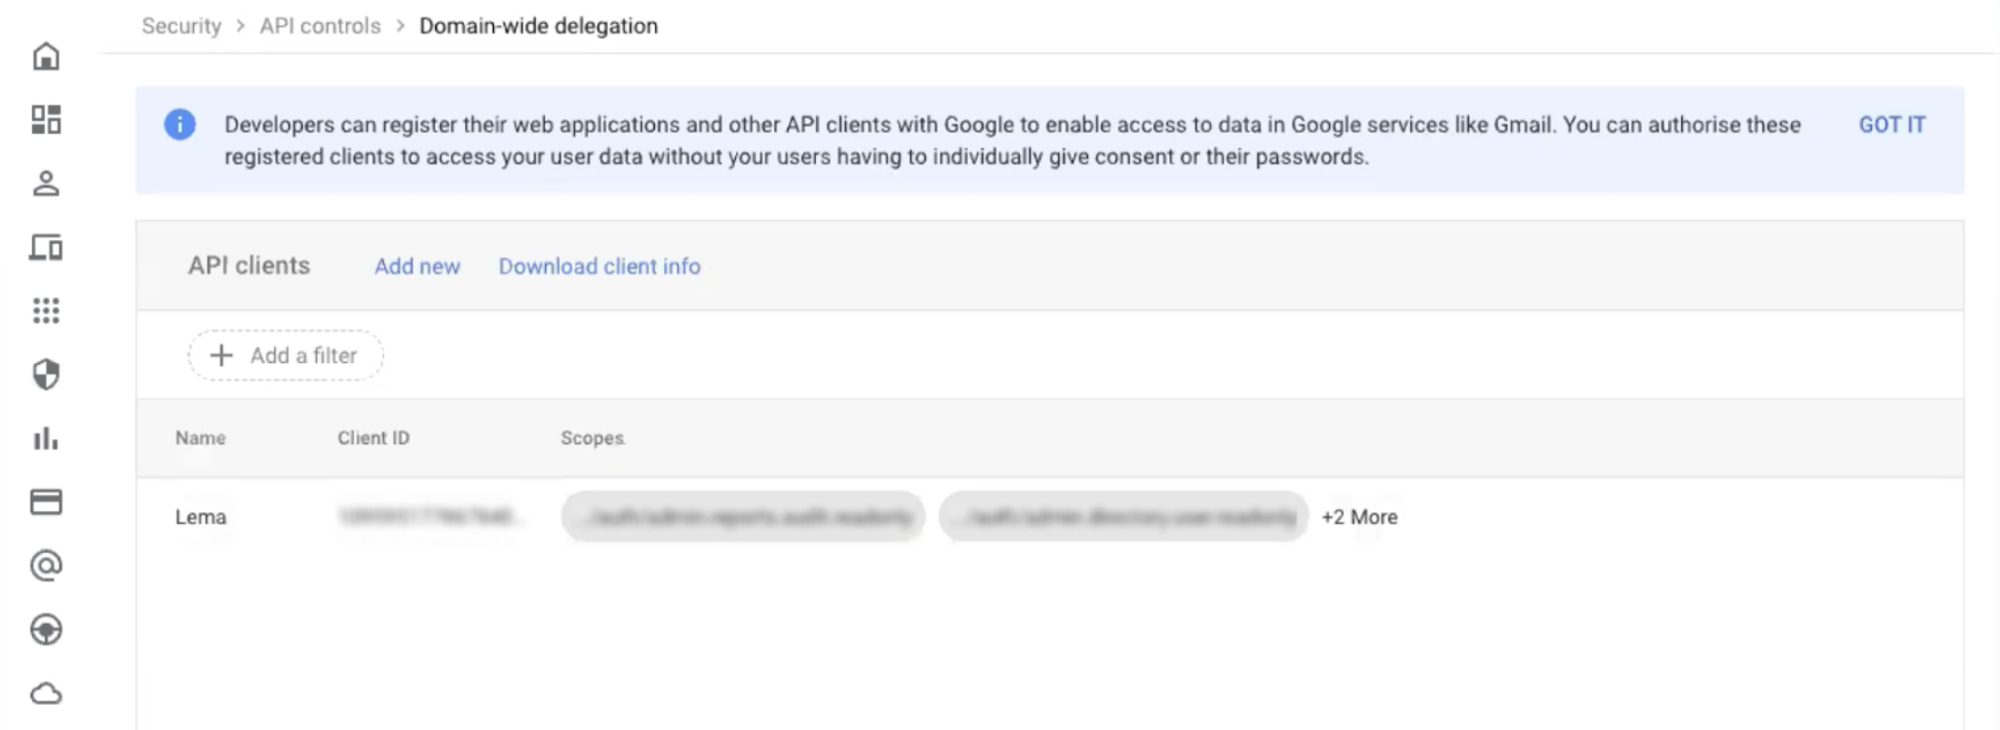 Security > API controls > Domain-wide delegation
Developers can register their web applications and other API clients with Google to enable access to data in Google services like Gmail. You can authorise these
registered clients to access your user data without your users having to individually give consent or their passwords.
GOT IT
API clients Add new Download client info
+ Add a filter
Name Client ID Scopes
Lema +2 More